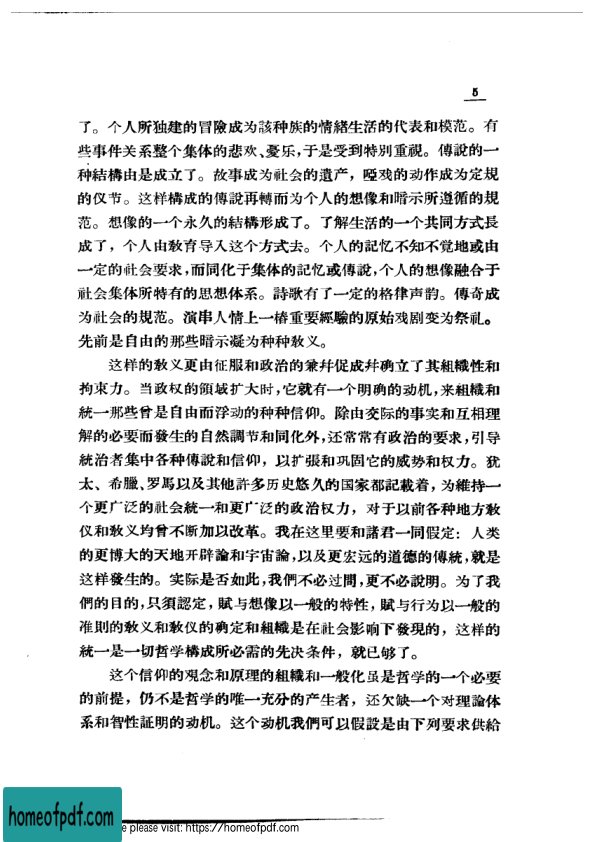 5
了。个人所独建的冒險成为該种族的情緒生活的代表和模范。有
些事件关系整个集体的悲欢、憂乐,于是受到特別重視。傳說的一
种結構由是成立了。故事成为社会的遺产,啞戏的动作成为定規
的仪节。这样構成的傳說再轉而为个人的想像和暗示所遵循的規
范。想像的一个永久的結構形成了。了解生活的一个共同方式長
成了,个人由敎育导入这个方式去。个人的記忆不知不覚地或由
一定的社会要求,而同化于集体的記忆或傳說,个人的想像融合于
社会集体所特有的思想体系。詩歌有了一定的格律声韵。傳奇成
为社会的規范。演串人情上一樁重要經驗的原始戏剧变为祭礼。
先前是自由的那些暗示凝为种种敎义。
这样的敎义更由征服和政治的兼幷促成幷确立了其組織性和
拘束力。当政权的領域扩大时,它就有一个明确的动机,来組織和
統一那些曾是自由而浮动的种种信仰。除由交际的事实和互相理
解的必要而發生的自然調节和同化外,还常常有政治的要求,引导
統治者集中各种傳說和信仰,以扩張和巩固它的威势和权力。犹
太、希臘、罗馬以及其他許多历史悠久的国家都記載着,为維持一
个更广泛的社会統一和更广泛的政治权力,对于以前各种地方敎
仪和敎义均曾不断加以改革。我在这里要和諸君一同假定:人类
的更博大的天地开辟論和宇宙論,以及更宏远的道德的傳統,就是
这样發生的。实际是否如此,我們不必过問,更不必說明。为了我
們的目的,只須認定,賦与想像以一般的特性,賦与行为以一般的
准則的敎义和敎仪的确定和組織是在社会影响下發現的,这样的
統一是一切哲学構成所必需的先决条件,就已够了。
这个信仰的观念和原理的組織和一般化虽是哲学的一个必要
的前提,仍不是哲学的唯一充分的产生者,还欠缺一个对理論体
系和智性証明的动机。这个动机我們可以假設是由下列要求供給
homeofpdf.com
e please visit: https://homeofpdf.com